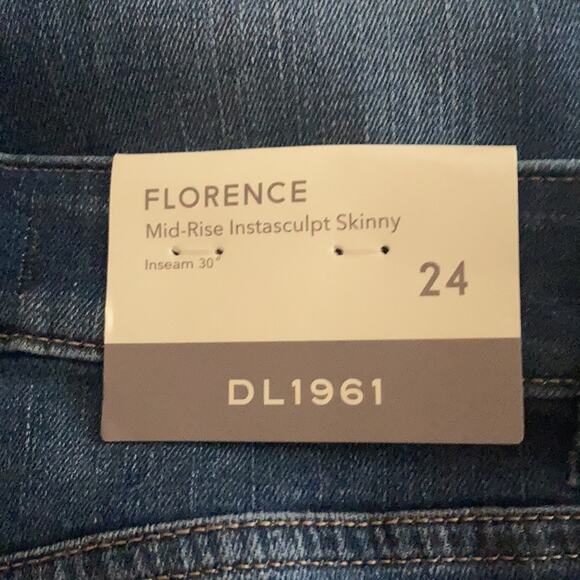 FLORENCE
Mid-Rise Instasculpt Skinny
Inseam 30"
24
DL1961